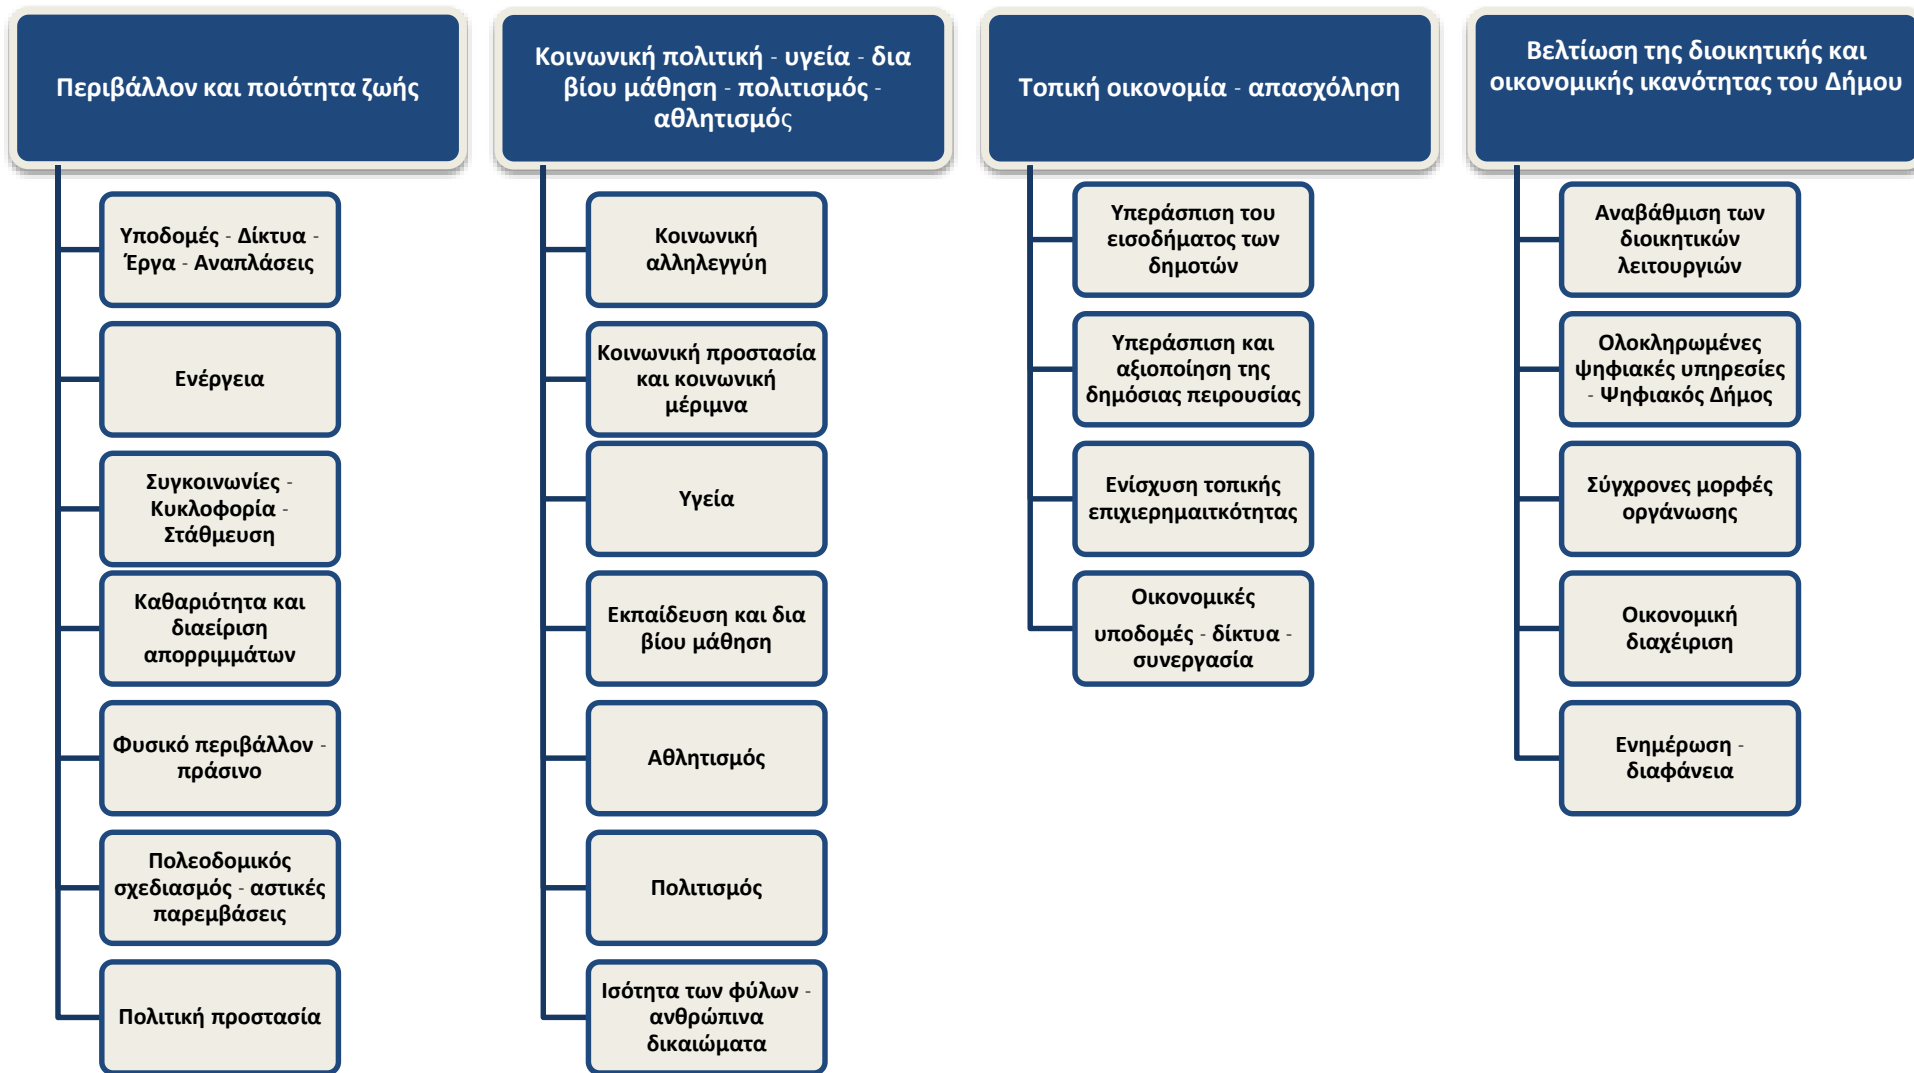 Περιβάλλον και ποιότητα ζωής
Υποδομές - Δίκτυα -
Έργα - Αναπλάσεις
Ενέργεια
Συγκοινωνίες -
Κυκλοφορία -
Στάθμευση
Καθαριότητα και
διαείριση
απορριμμάτων
Φυσικό περιβάλλον -
πράσινο
Πολεοδομικός
σχεδιασμός - αστικές
παρεμβάσεις
Πολιτική προστασία
Κοινωνική πολιτική - υγεία - δια
βίου μάθηση - πολιτισμός -
αθλητισμός
Κοινωνική
αλληλεγγύη
Κοινωνική προστασία
και κοινωνική
μέριμνα
Υγεία
Εκπαίδευση και δια
βίου μάθηση
Αθλητισμός
Πολιτισμός
Ισότητα των φύλων -
ανθρώπινα
δικαιώματα
Τοπική οικονομία - απασχόληση
Υπεράσπιση του
εισοδήματος των
δημοτών
Υπεράσπιση και
αξιοποίηση της
δημόσιας πειρουσίας
Ενίσχυση τοπικής
επιχιερημαιτκότητας
Οικονομικές
υποδομές - δίκτυα -
συνεργασία
Βελτίωση της διοικητικής και
οικονομικής ικανότητας του Δήμου
Αναβάθμιση των
διοικητικών
λειτουργιών
Ολοκληρωμένες
ψηφιακές υπηρεσίες
- Ψηφιακός Δήμος
Σύγχρονες μορφές
οργάνωσης
Οικονομική
διαχέιριση
Ενημέρωση -
διαφάνεια